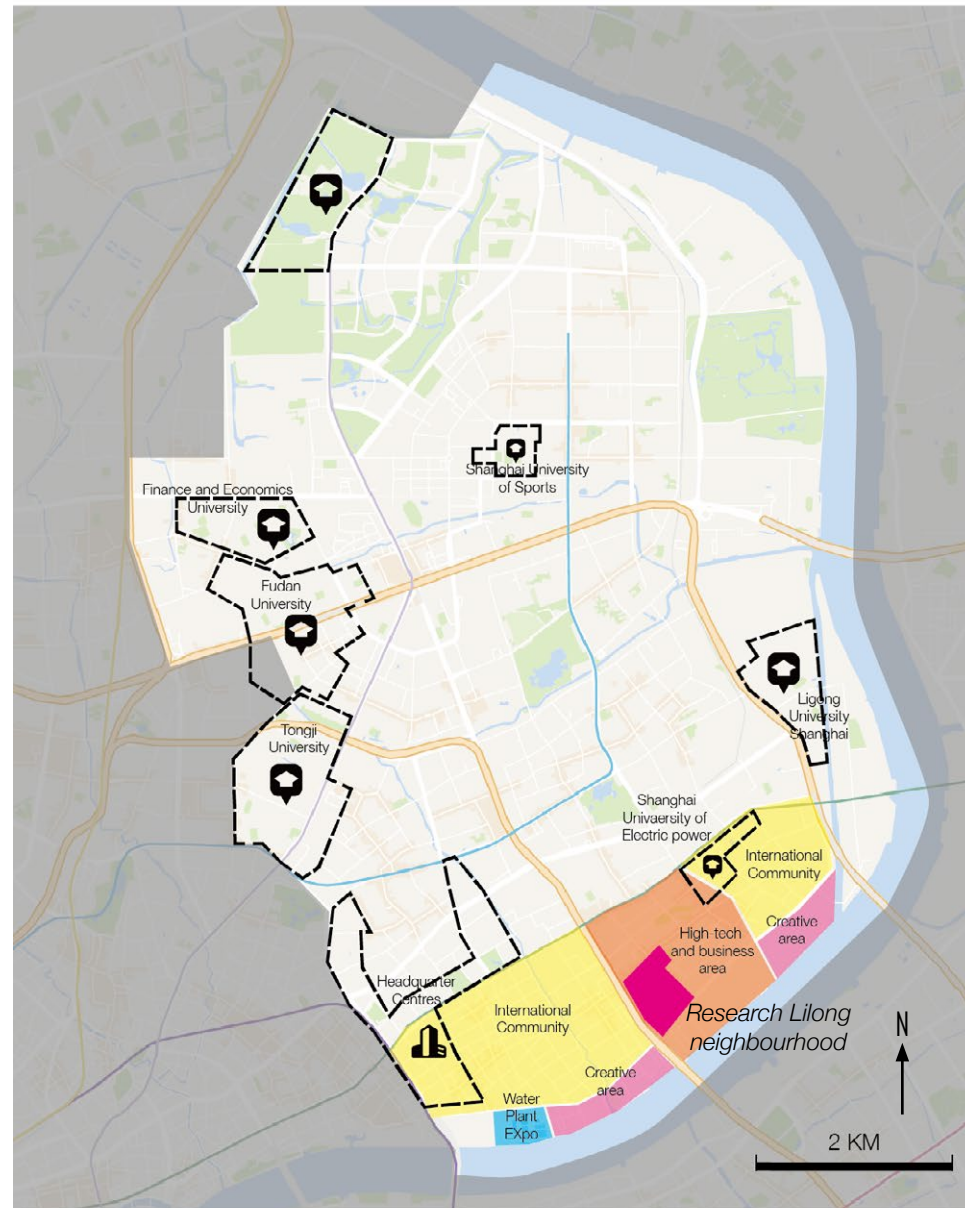 Shanghai University
of Sports
Finance and Economics
University
Fudan
University
Ligong
University
Shanghai
Tongji
University
Shanghai
Univaersity of
Electric power
International
Community
Creative
area
High-tech
and business
area
Headquarter
Centres
International
Community
Research Lilong
neighbourhood
N
Creative
area
Water
Plant
EXpo
2 KM